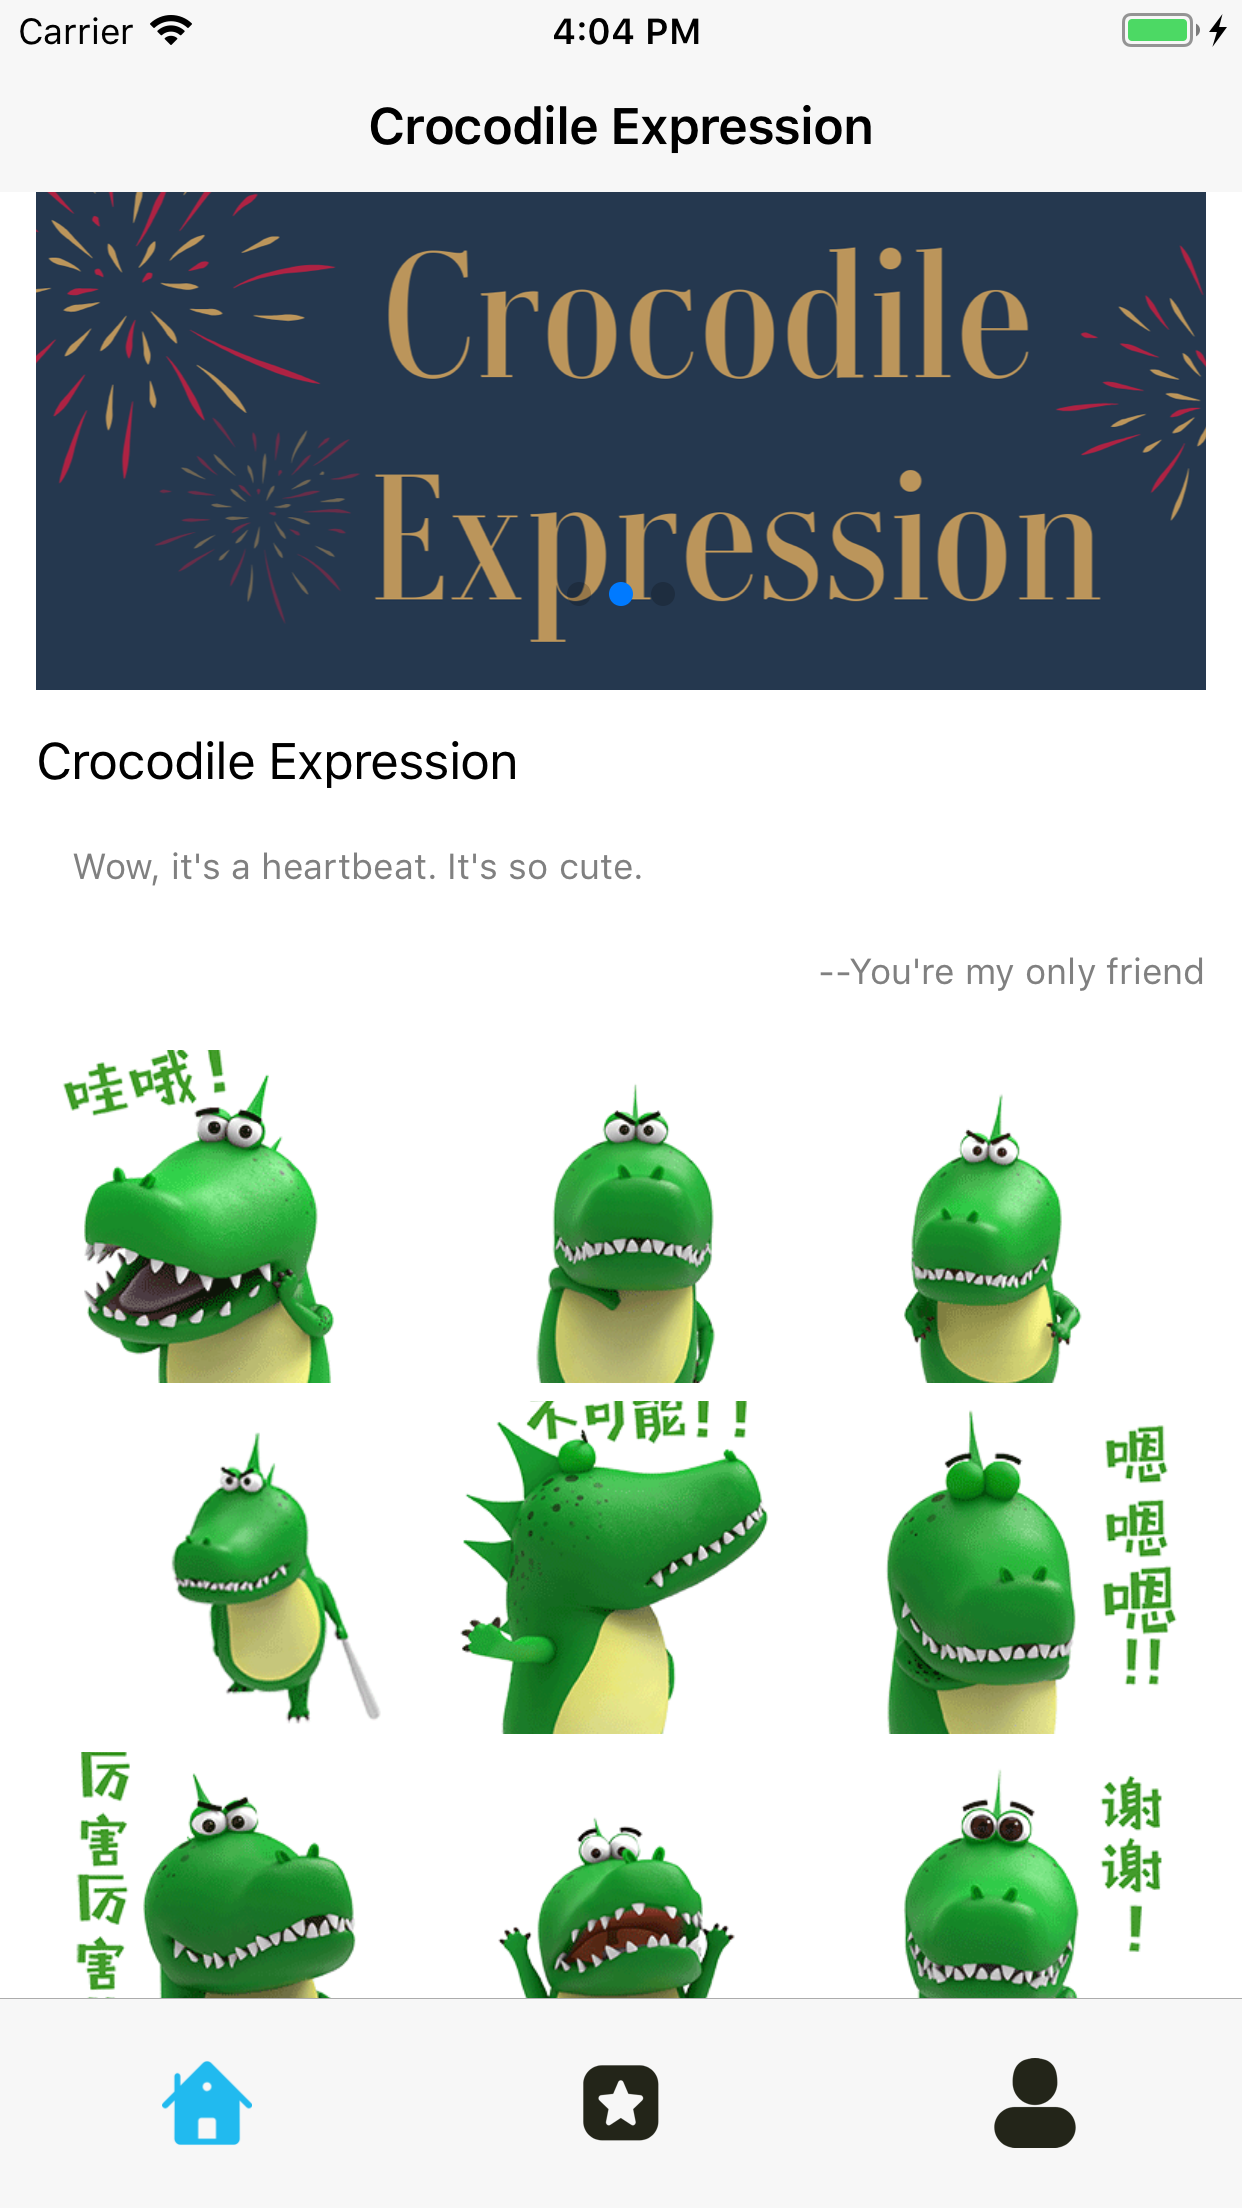 Carrier
4:04 PM
Crocodile Expression
Crocodile
Expression
Crocodile Expression
Wow, it's a heartbeat. It's so cute.
--You're my only friend
哇哦!
不可能!!
嗯
嗯
嗯
!!
厉
害
厉
害
谢
谢
!